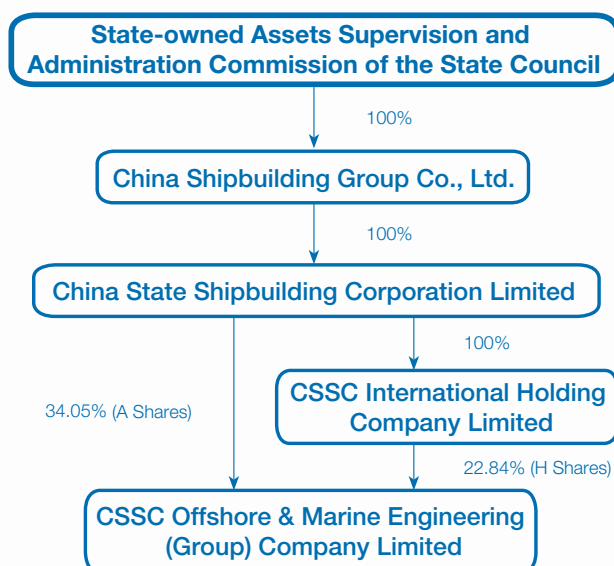 State-owned Assets Supervision and
Administration Commission of the State Council
100%
China Shipbuilding Group Co., Ltd.
100%
China State Shipbuilding Corporation Limited
100%
34.05% (A Shares)
CSSC International Holding
Company Limited
22.84% (H Shares)
CSSC Offshore & Marine Engineering
(Group) Company Limited